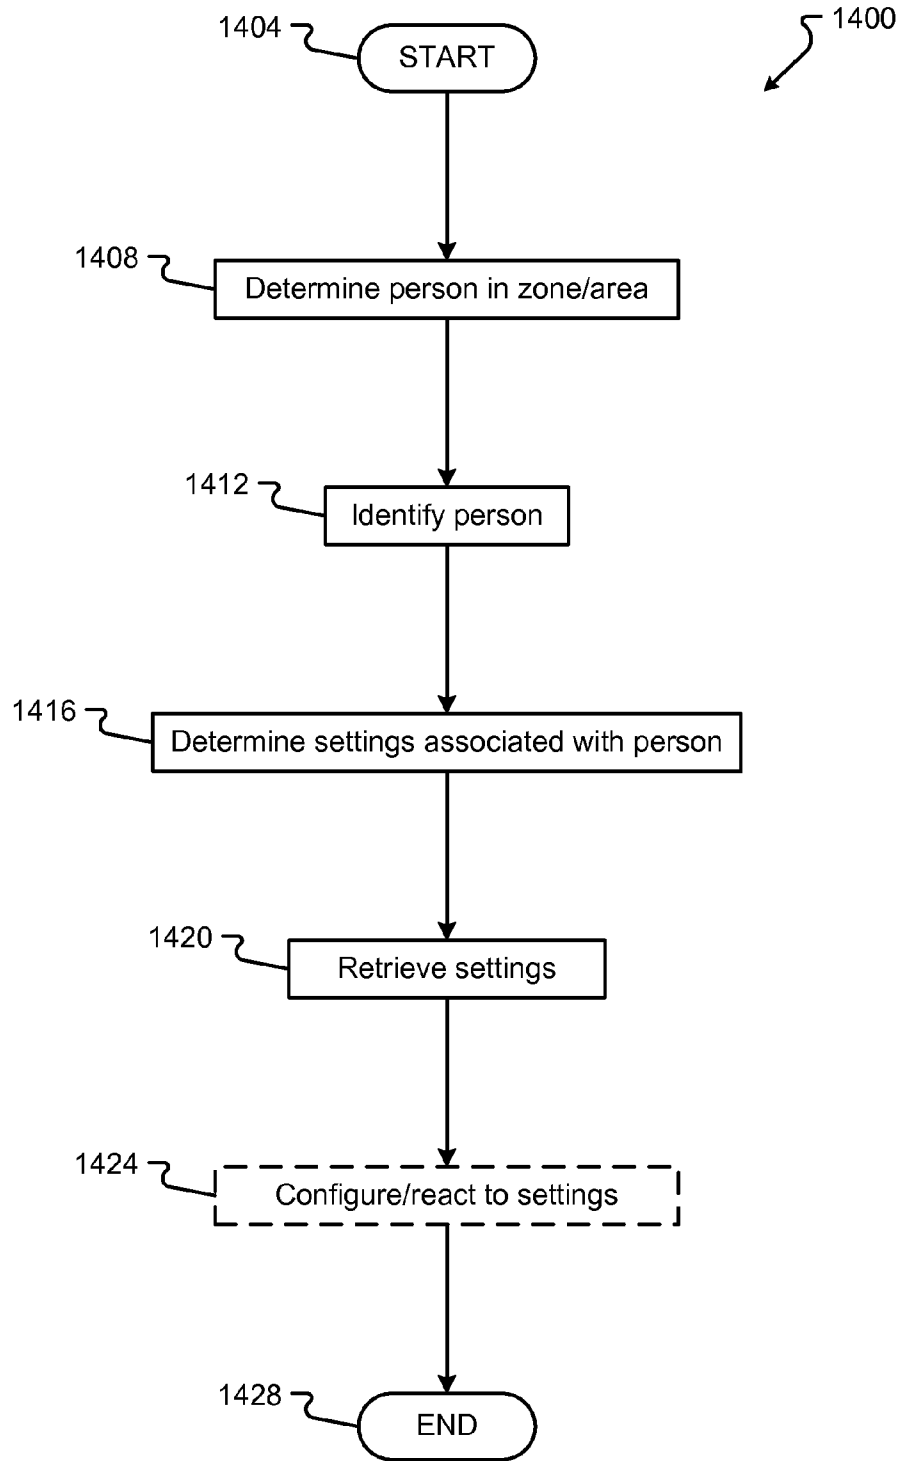 1400
1404
START
1408
Determine person in zone/area
1412
Identify person
1416
Determine settings associated with person
1420
Retrieve settings
1424
Configure/react to settings
1428
END